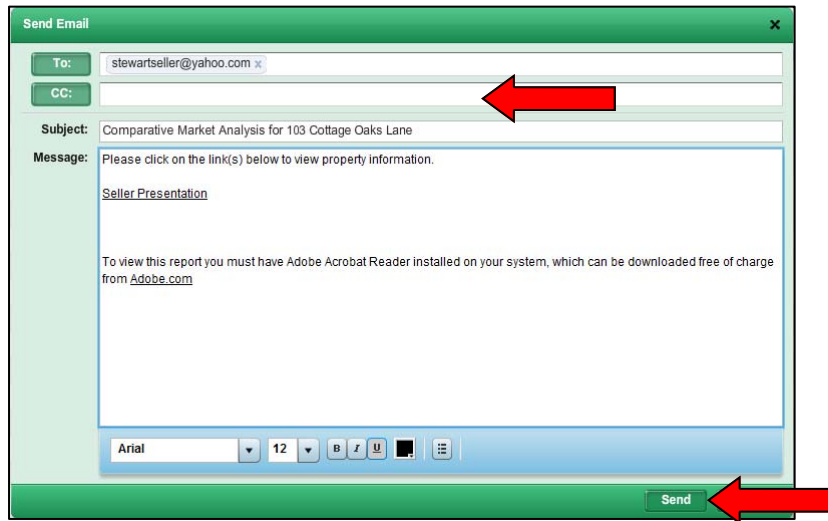 Send Email x
To: stewartseller@yahoo.com x
CC:
Subject: Comparative Market Analysis for 103 Cottage Oaks Lane
Message: Please click on the link(s) below to view property information.
Seller Presentation
To view this report you must have Adobe Acrobat Reader installed on your system, which can be downloaded free of charge
from Adobe.com
Arial 12 B I U
Send